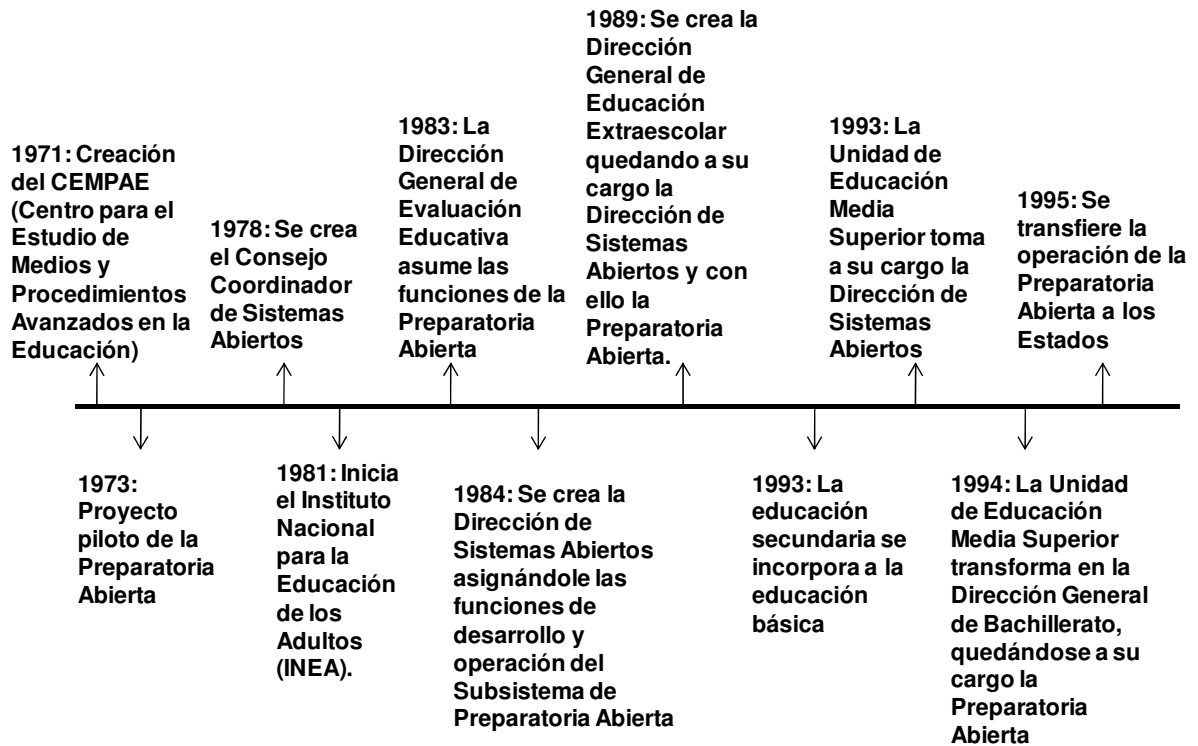 1971: Creación
del CEMPAE
(Centro para el
Estudio de
Medios y
Procedimientos
Avanzados en la
Educación)
1973:
Proyecto
piloto de la
Preparatoria
Abierta
1978: Se crea
el Consejo
Coordinador
de Sistemas
Abiertos
1981: Inicia
el Instituto
Nacional
para la
Educación
de los
Adultos
(INEA).
1983: La
Dirección
General de
Evaluación
Educativa
asume las
funciones de la
Preparatoria
Abierta
1984: Se crea la
Dirección de
Sistemas Abiertos
asignándole las
funciones de
desarrollo y
operación del
Subsistema de
Preparatoria Abierta
1989: Se crea la
Dirección
General de
Educación
Extraescolar
quedando a su
cargo la
Dirección de
Sistemas
Abiertos y con
ello la
Preparatoria
Abierta.
1993: La
educación
secundaria se
incorpora a la
educación
básica
1993: La
Unidad de
Educación
Media
Superior toma
a su cargo la
Dirección de
Sistemas
Abiertos
1994: La Unidad
de Educación
Media Superior
transforma en la
Dirección General
de Bachillerato,
quedándose a su
cargo la
Preparatoria
Abierta
1995: Se
transfiere la
operación de la
Preparatoria
Abierta a los
Estados